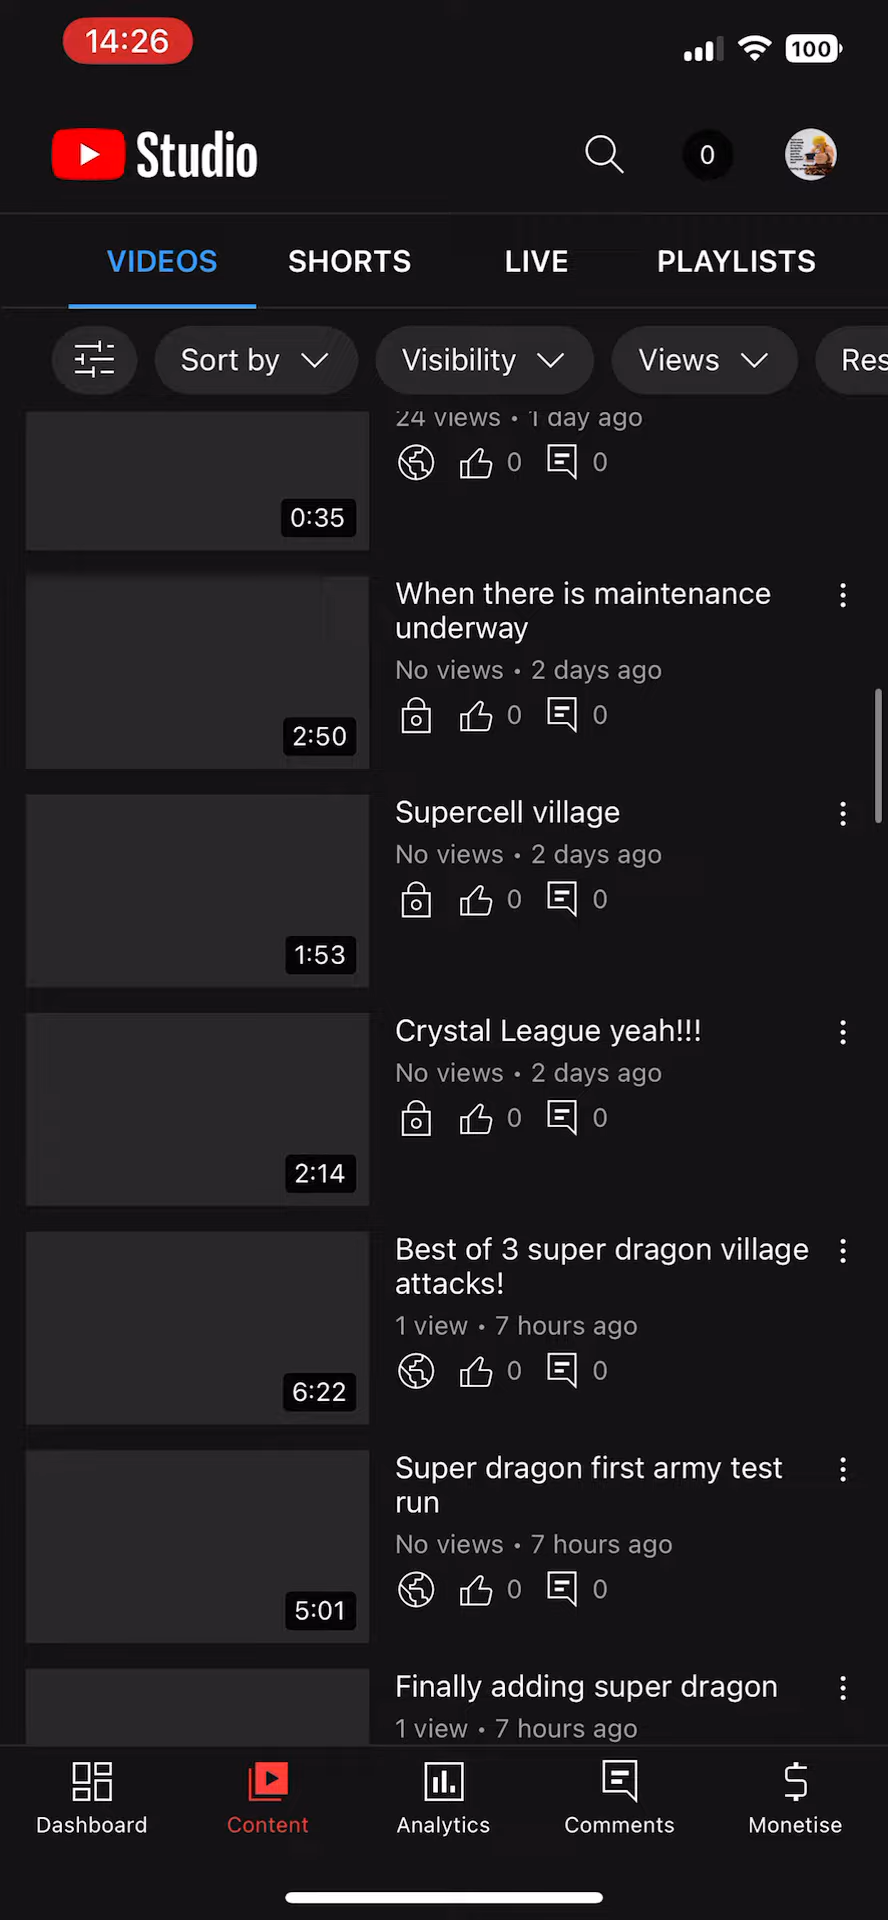 14:26
100
Studio
0
VIDEOS SHORTS LIVE PLAYLISTS
Sort by Visibility Views Res
24 views • 1 day ago
0 0
0:35
When there is maintenance
underway
No views • 2 days ago
0 0
2:50
Supercell village
No views • 2 days ago
0 0
1:53
Crystal League yeah!!!
No views • 2 days ago
0 0
2:14
Best of 3 super dragon village
attacks!
1 view • 7 hours ago
0 0
6:22
Super dragon first army test
run
No views • 7 hours ago
0 0
5:01
Finally adding super dragon
1 view • 7 hours ago
Dashboard Content Analytics Comments Monetise